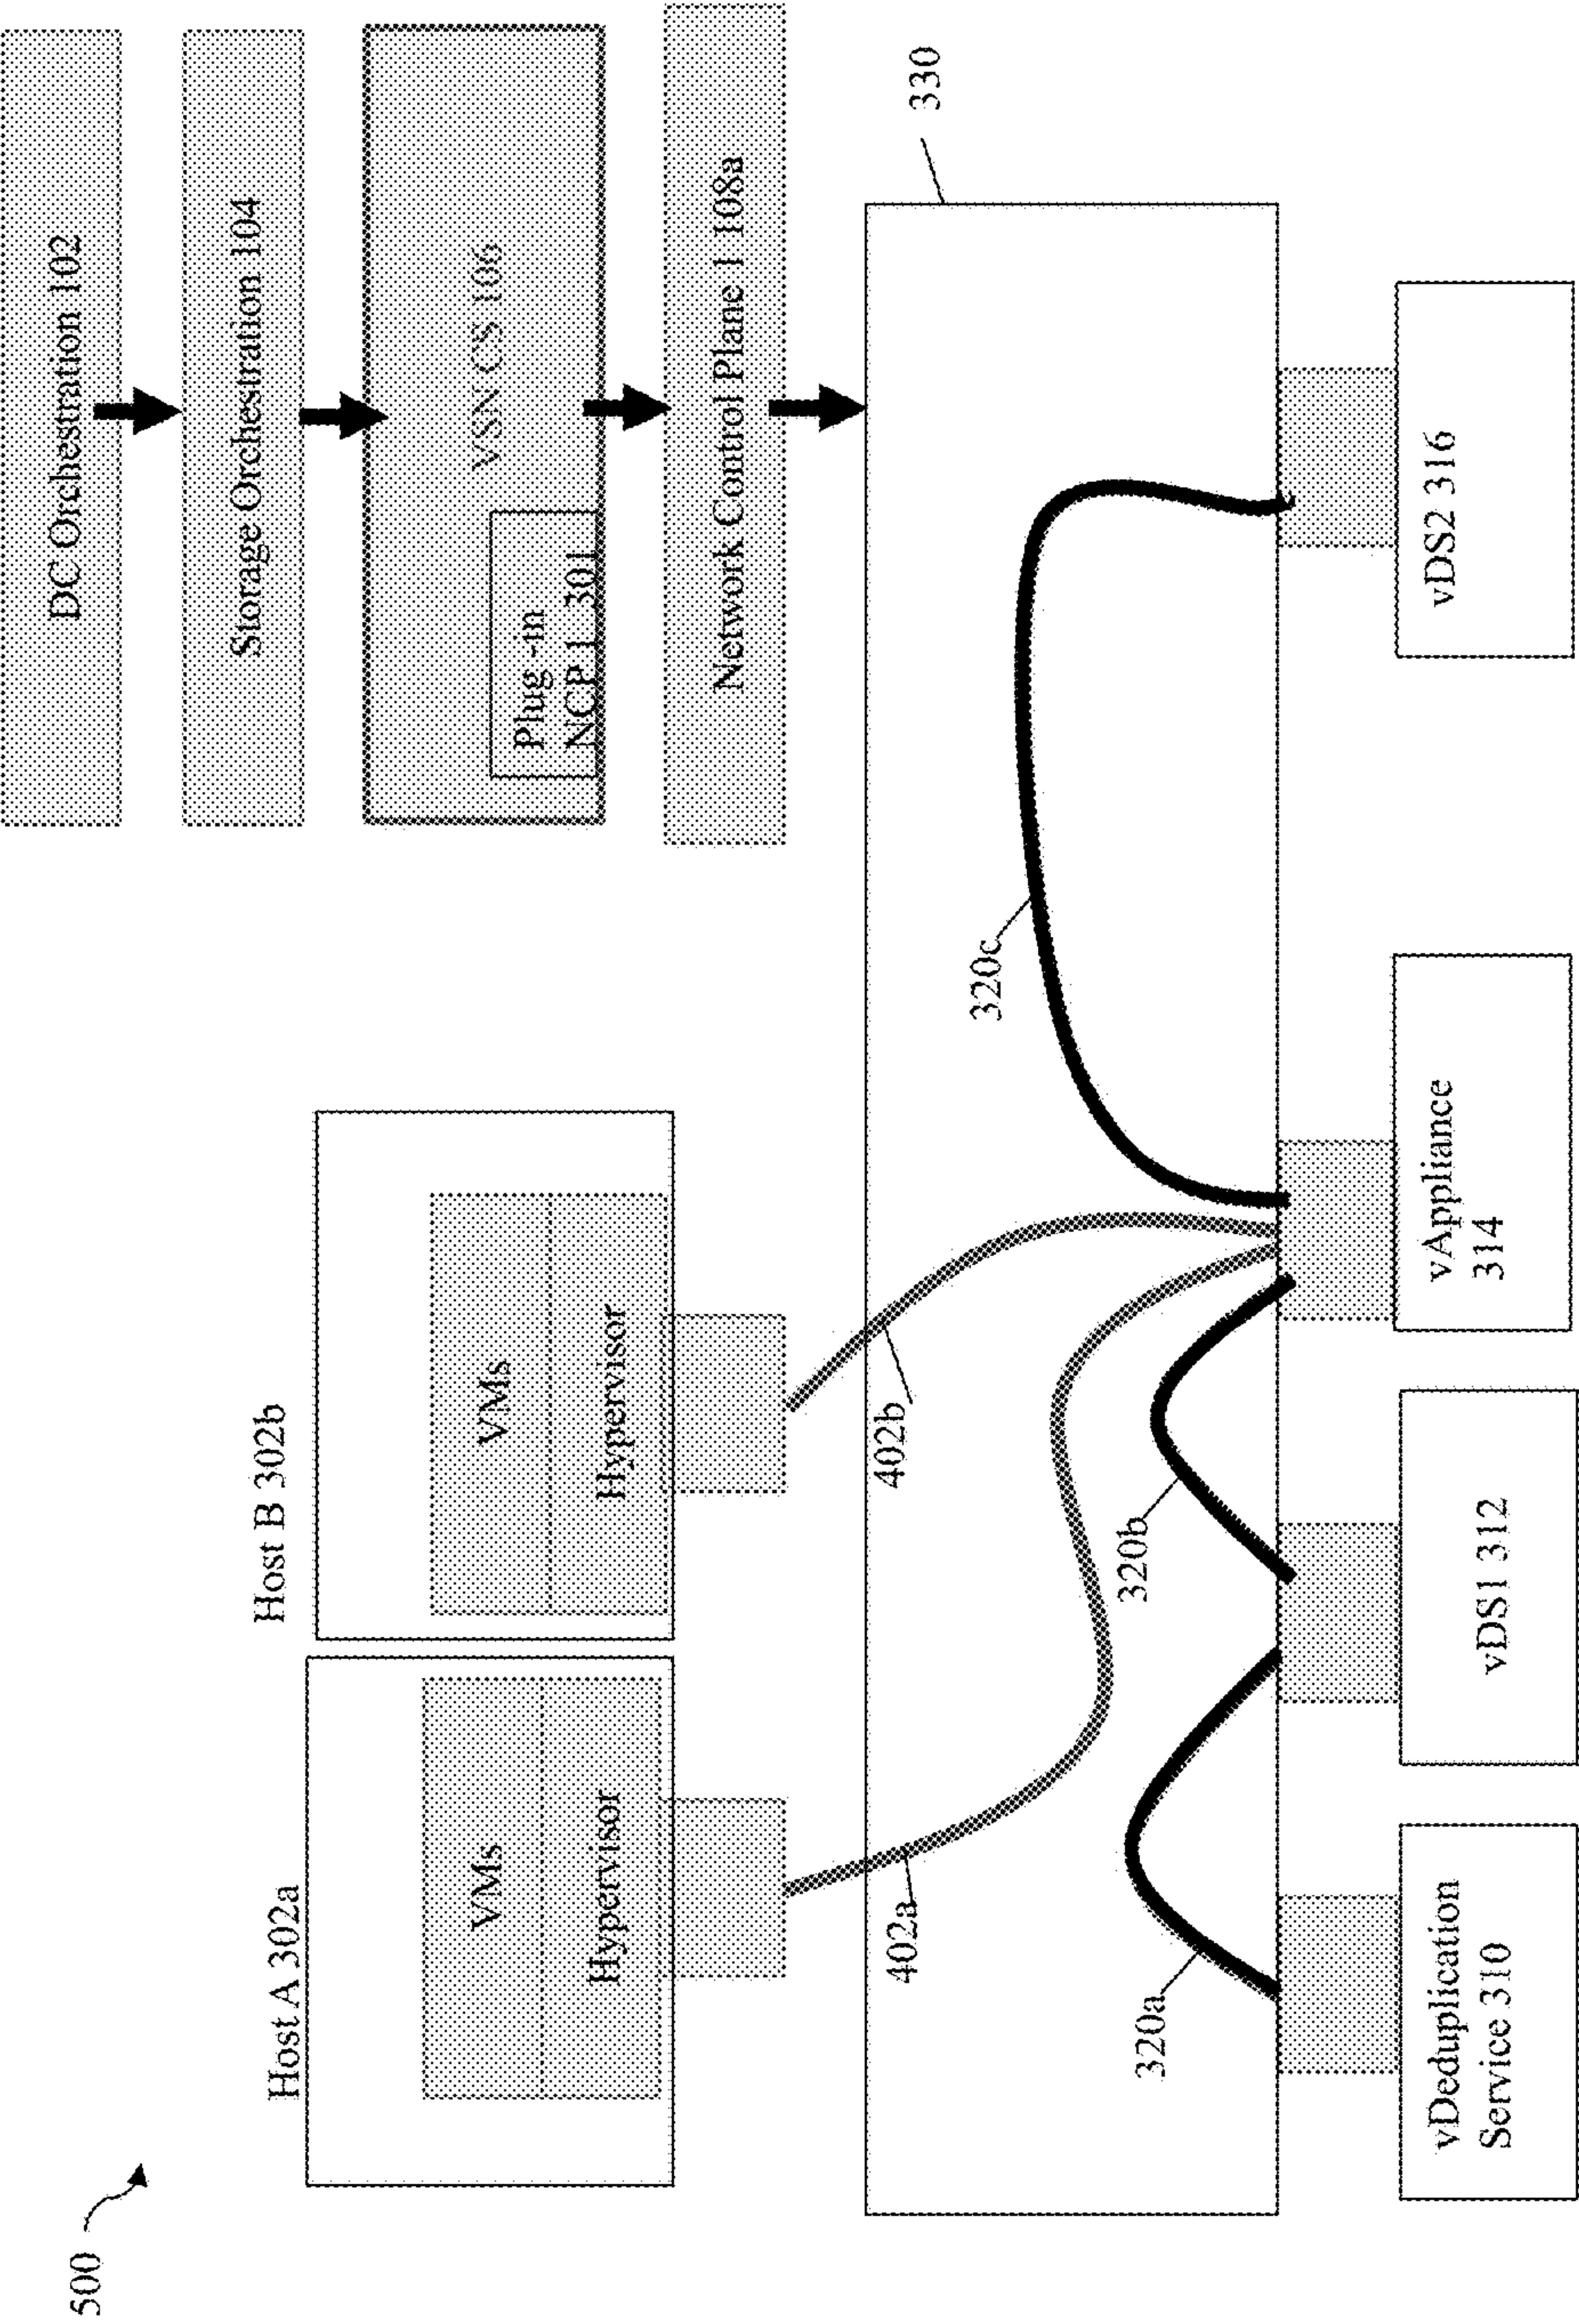 500
DC Orchestration 102
Storage Orchestration 104
VSN CS 106
Plug -in
NCP 1 301
Network Control Plane 1 108a
Host A 302a
Host B 302b
VMs
Hypervisor
VMs
Hypervisor
330
402a
402b
320c
320b
320a
vDeduplication
Service 310
vDS1 312
vAppliance
314
vDS2 316